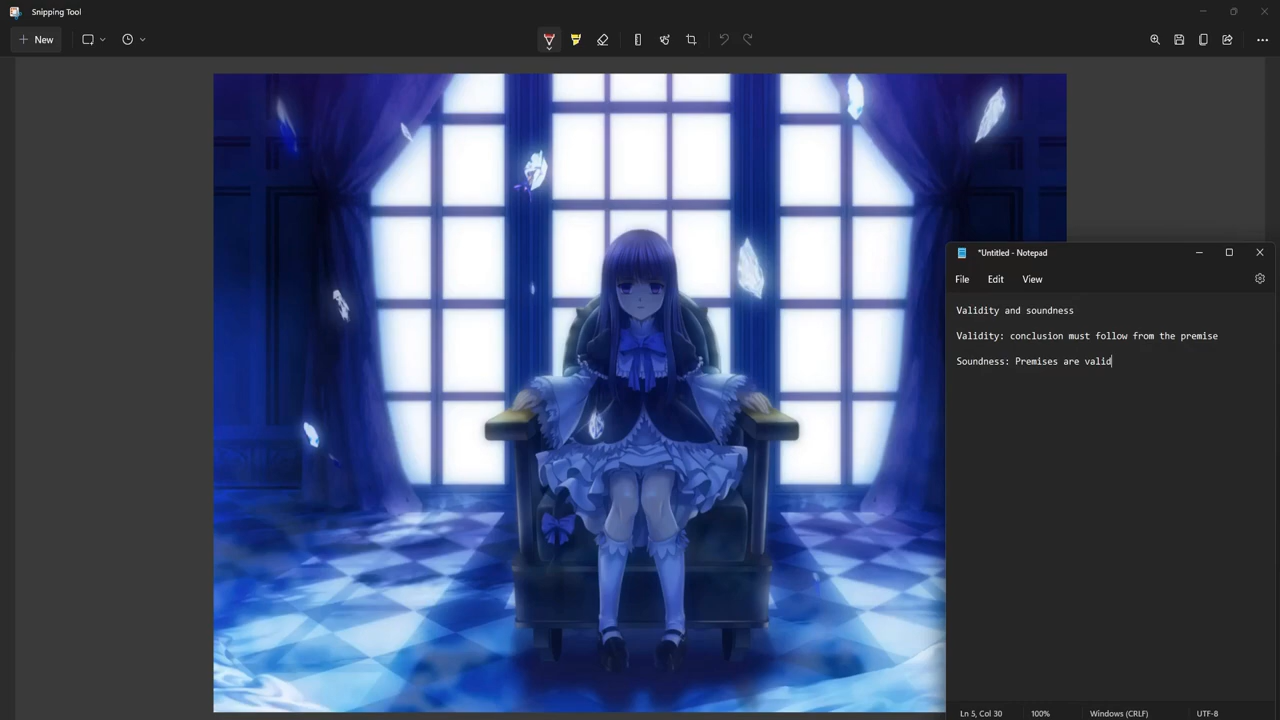 Snipping Tool
New
*Untitled - Notepad
File Edit View
Validity and soundness
Validity: conclusion must follow from the premise
Soundness: Premises are valid
Ln 5, Col 30 100% Windows (CRLF) UTF-8